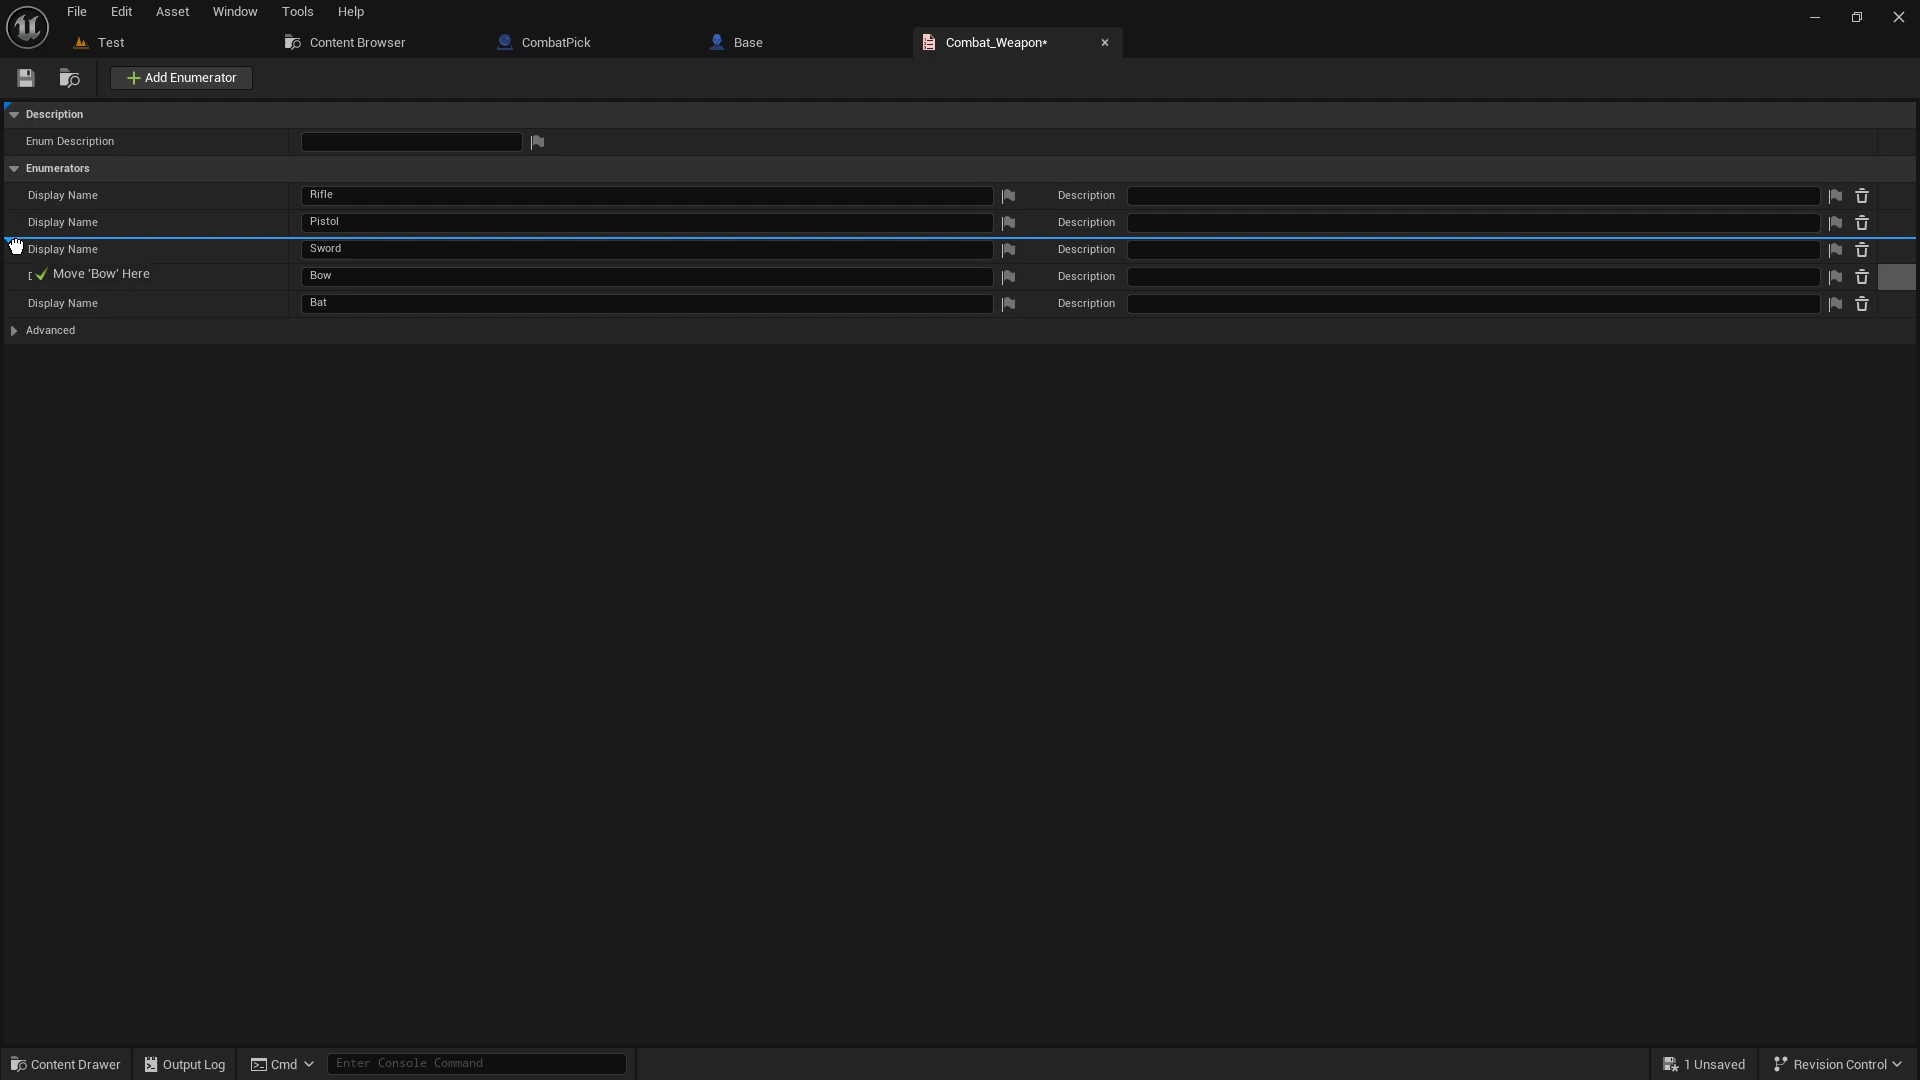 File Edit Asset Window Tools Help
Test Content Browser CombatPick Base Combat_Weapon*
Add Enumerator
Description
Enum Description
Enumerators
Display Name Rifle Description
Display Name Pistol Description
Display Name Sword Description
Move 'Bow' Here Bow Description
Display Name Bat Description
Advanced
Content Drawer Output Log Cmd Enter Console Command 1 Unsaved Revision Control